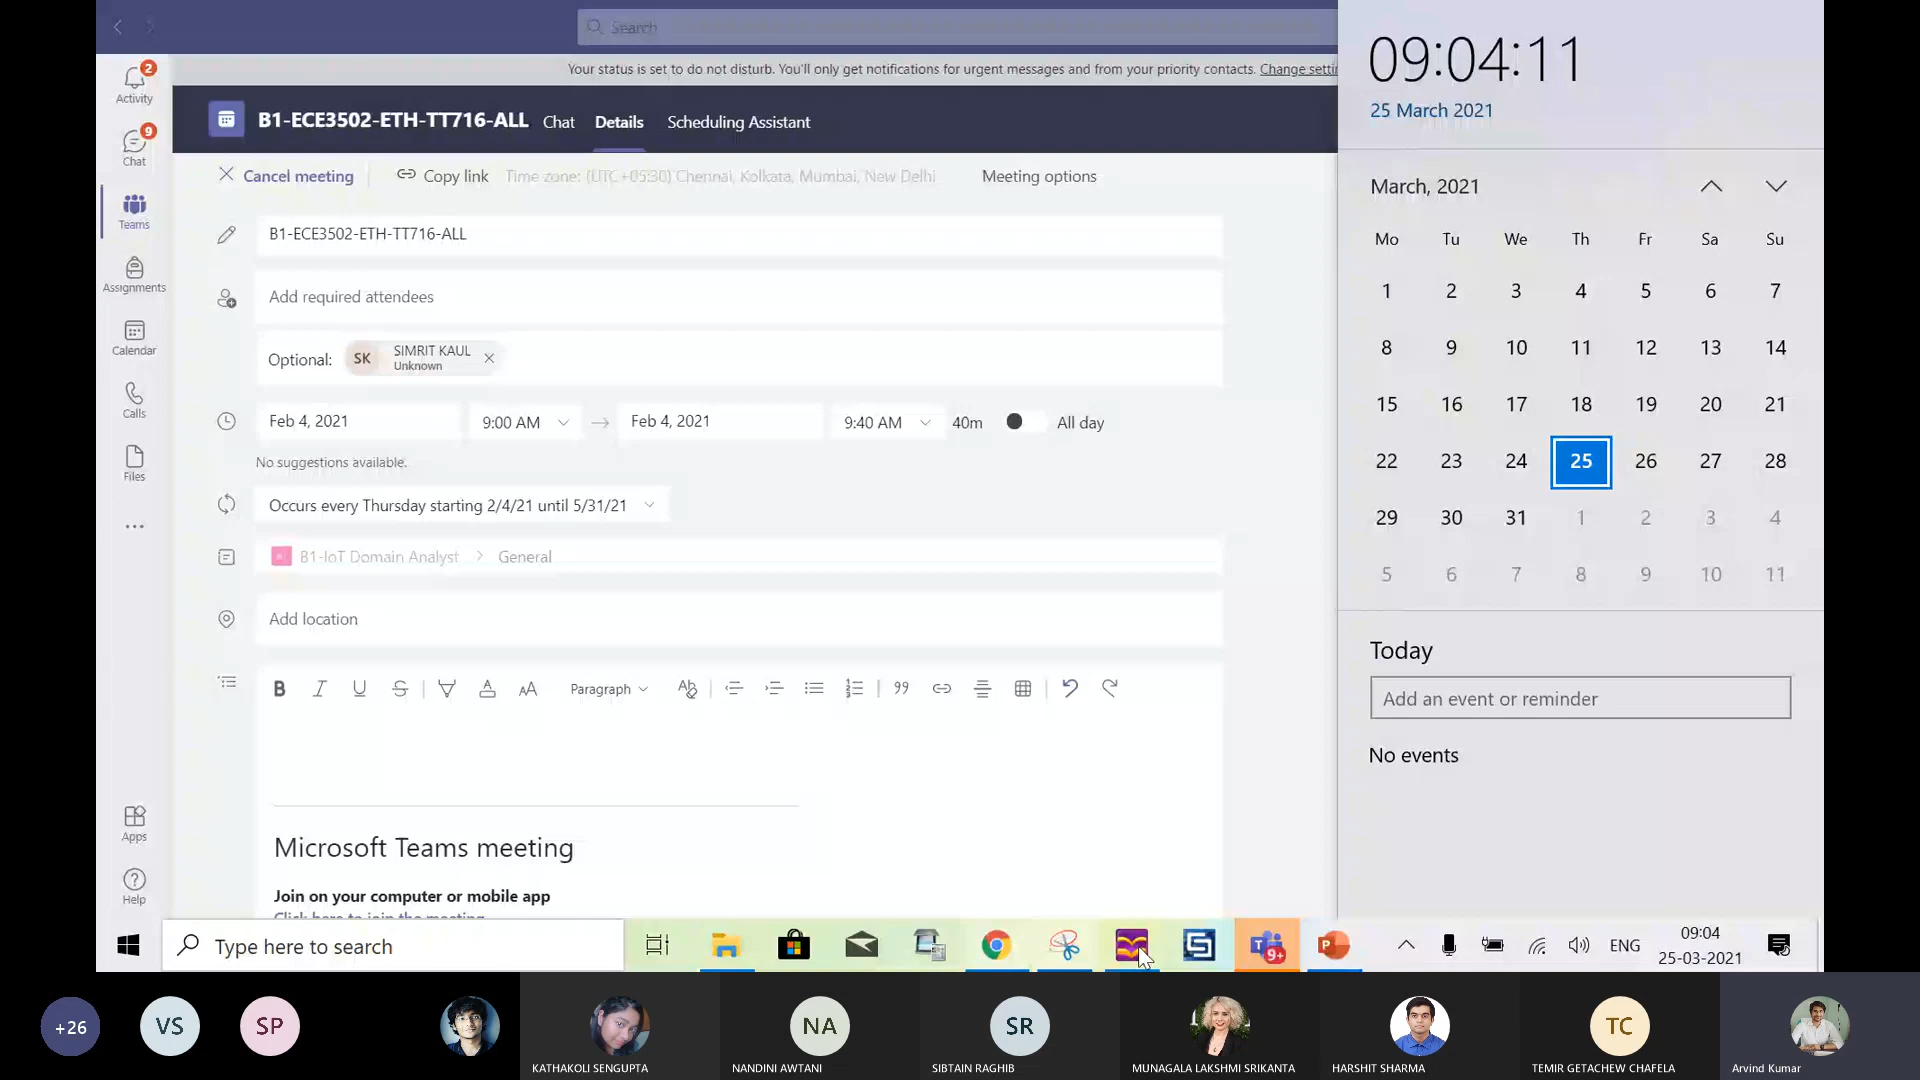 Search
Your status is set to do not disturb. You'll only get notifications for urgent messages and from your priority contacts. Change settin
2
Activity
9
Chat
Teams
Assignments
Calendar
Calls
Files
Apps
Help
B1-ECE3502-ETH-TT716-ALL Chat Details Scheduling Assistant
Cancel meeting Copy link Time zone: (UTC+05:30) Chennai, Kolkata, Mumbai, New Delhi Meeting options
B1-ECE3502-ETH-TT716-ALL
Add required attendees
Optional: SK SIMRIT KAUL
Unknown
Feb 4, 2021 9:00 AM Feb 4, 2021 9:40 AM 40m All day
No suggestions available.
Occurs every Thursday starting 2/4/21 until 5/31/21
B1-IoT Domain Analyst > General
Add location
B I U S A AA Paragraph
Microsoft Teams meeting
Join on your computer or mobile app
Click here to join the meeting
09:04:11
25 March 2021
March, 2021
Mo Tu We Th Fr Sa Su
1 2 3 4 5 6 7
8 9 10 11 12 13 14
15 16 17 18 19 20 21
22 23 24 25 26 27 28
29 30 31 1 2 3 4
5 6 7 8 9 10 11
Today
Add an event or reminder
No events
Type here to search
9+
ENG
09:04
25-03-2021
+26 VS SP NA SR TC
KATHAKOLI SENGUPTA NANDINI AWTANI SIBTAIN RAGHIB MUNAGALA LAKSHMI SRIKANTA HARSHIT SHARMA TEMIR GETACHEW CHAFELA Arvind Kumar